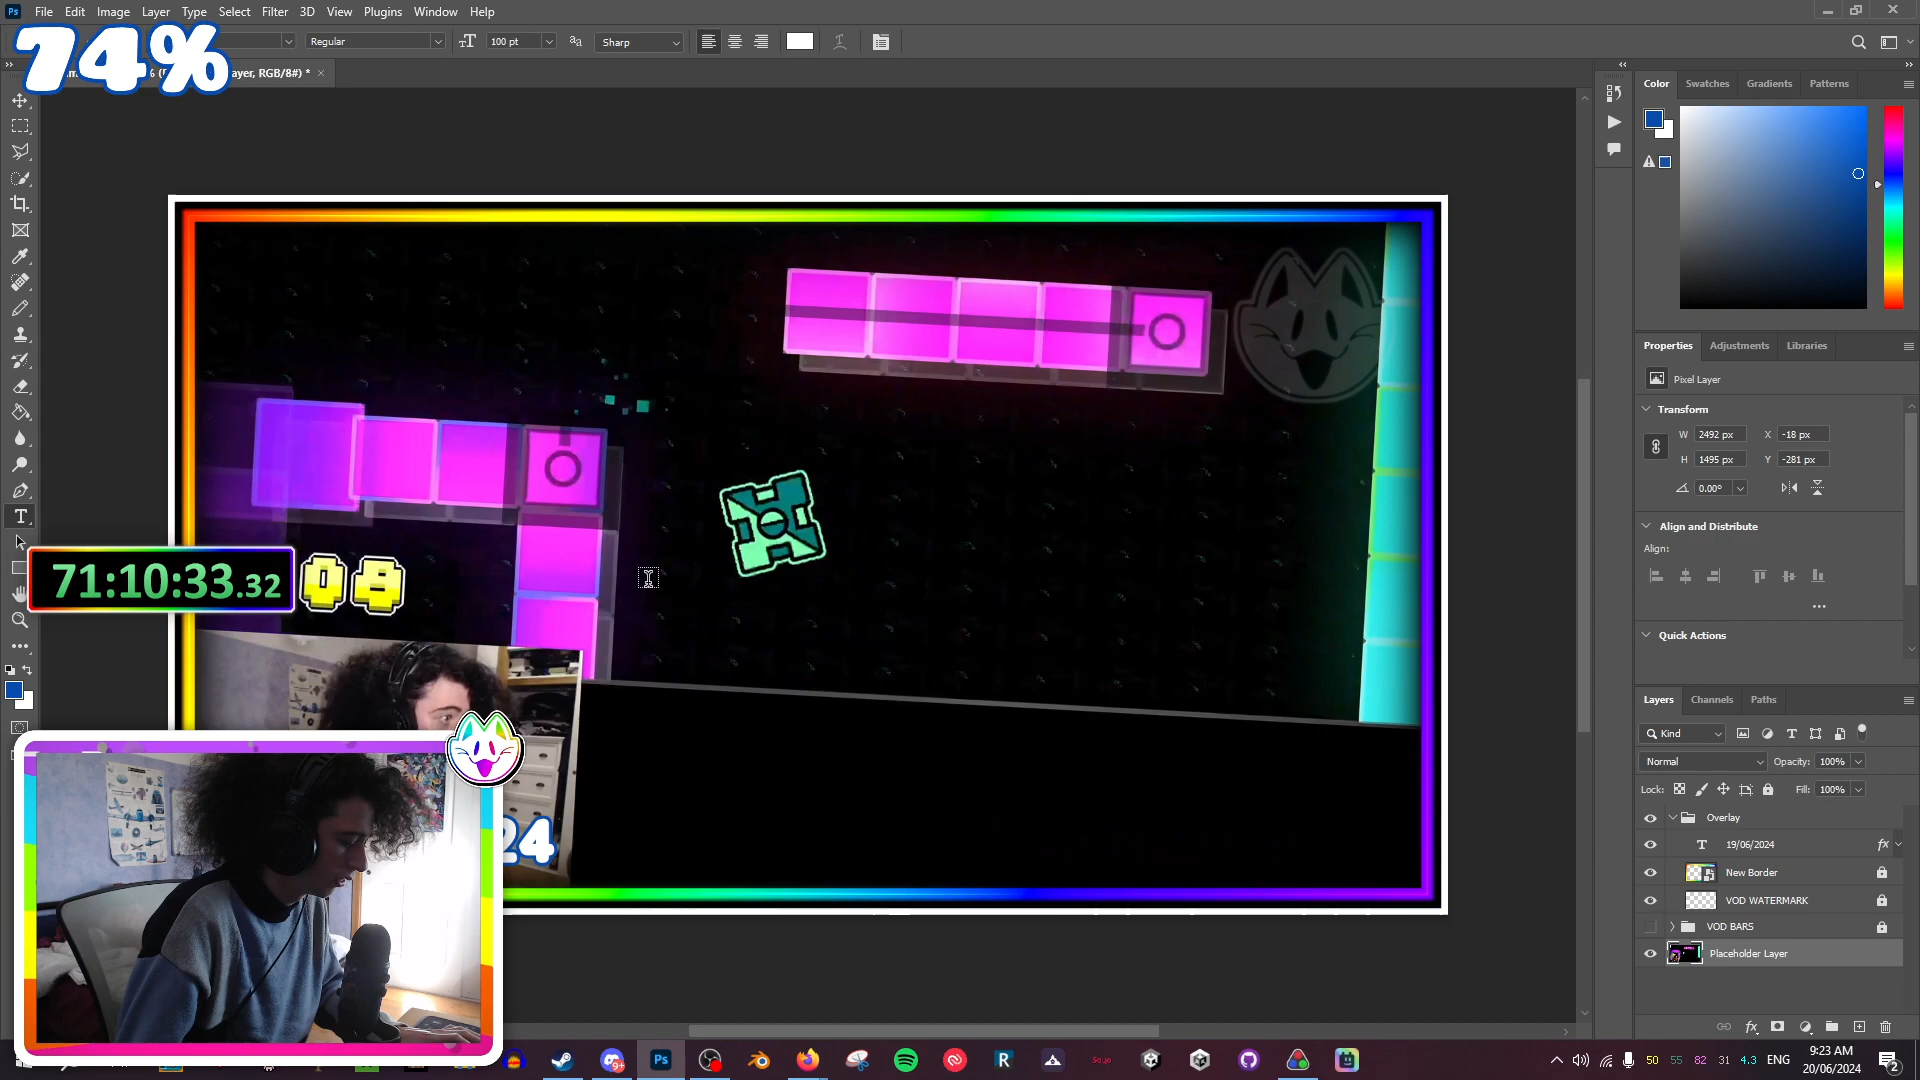 File Edit Image Layer Type Select Filter 3D View Plugins Window Help
74%
Regular 100 pt Sharp
ayer, RGB/8#) *
Color Swatches Gradients Patterns
Properties Adjustments Libraries
Pixel Layer
Transform
W 2492 px X -18 px
H 1495 px Y -281 px
0.00°
Align and Distribute
Align:
Quick Actions
Layers Channels Paths
Kind
Normal Opacity: 100%
Lock: Fill: 100%
Overlay
19/06/2024
New Border
VOD WATERMARK
VOD BARS
Placeholder Layer
71:10:33.32 08
24
50 55 82 31 4.3 ENG 9:23 AM
20/06/2024
2